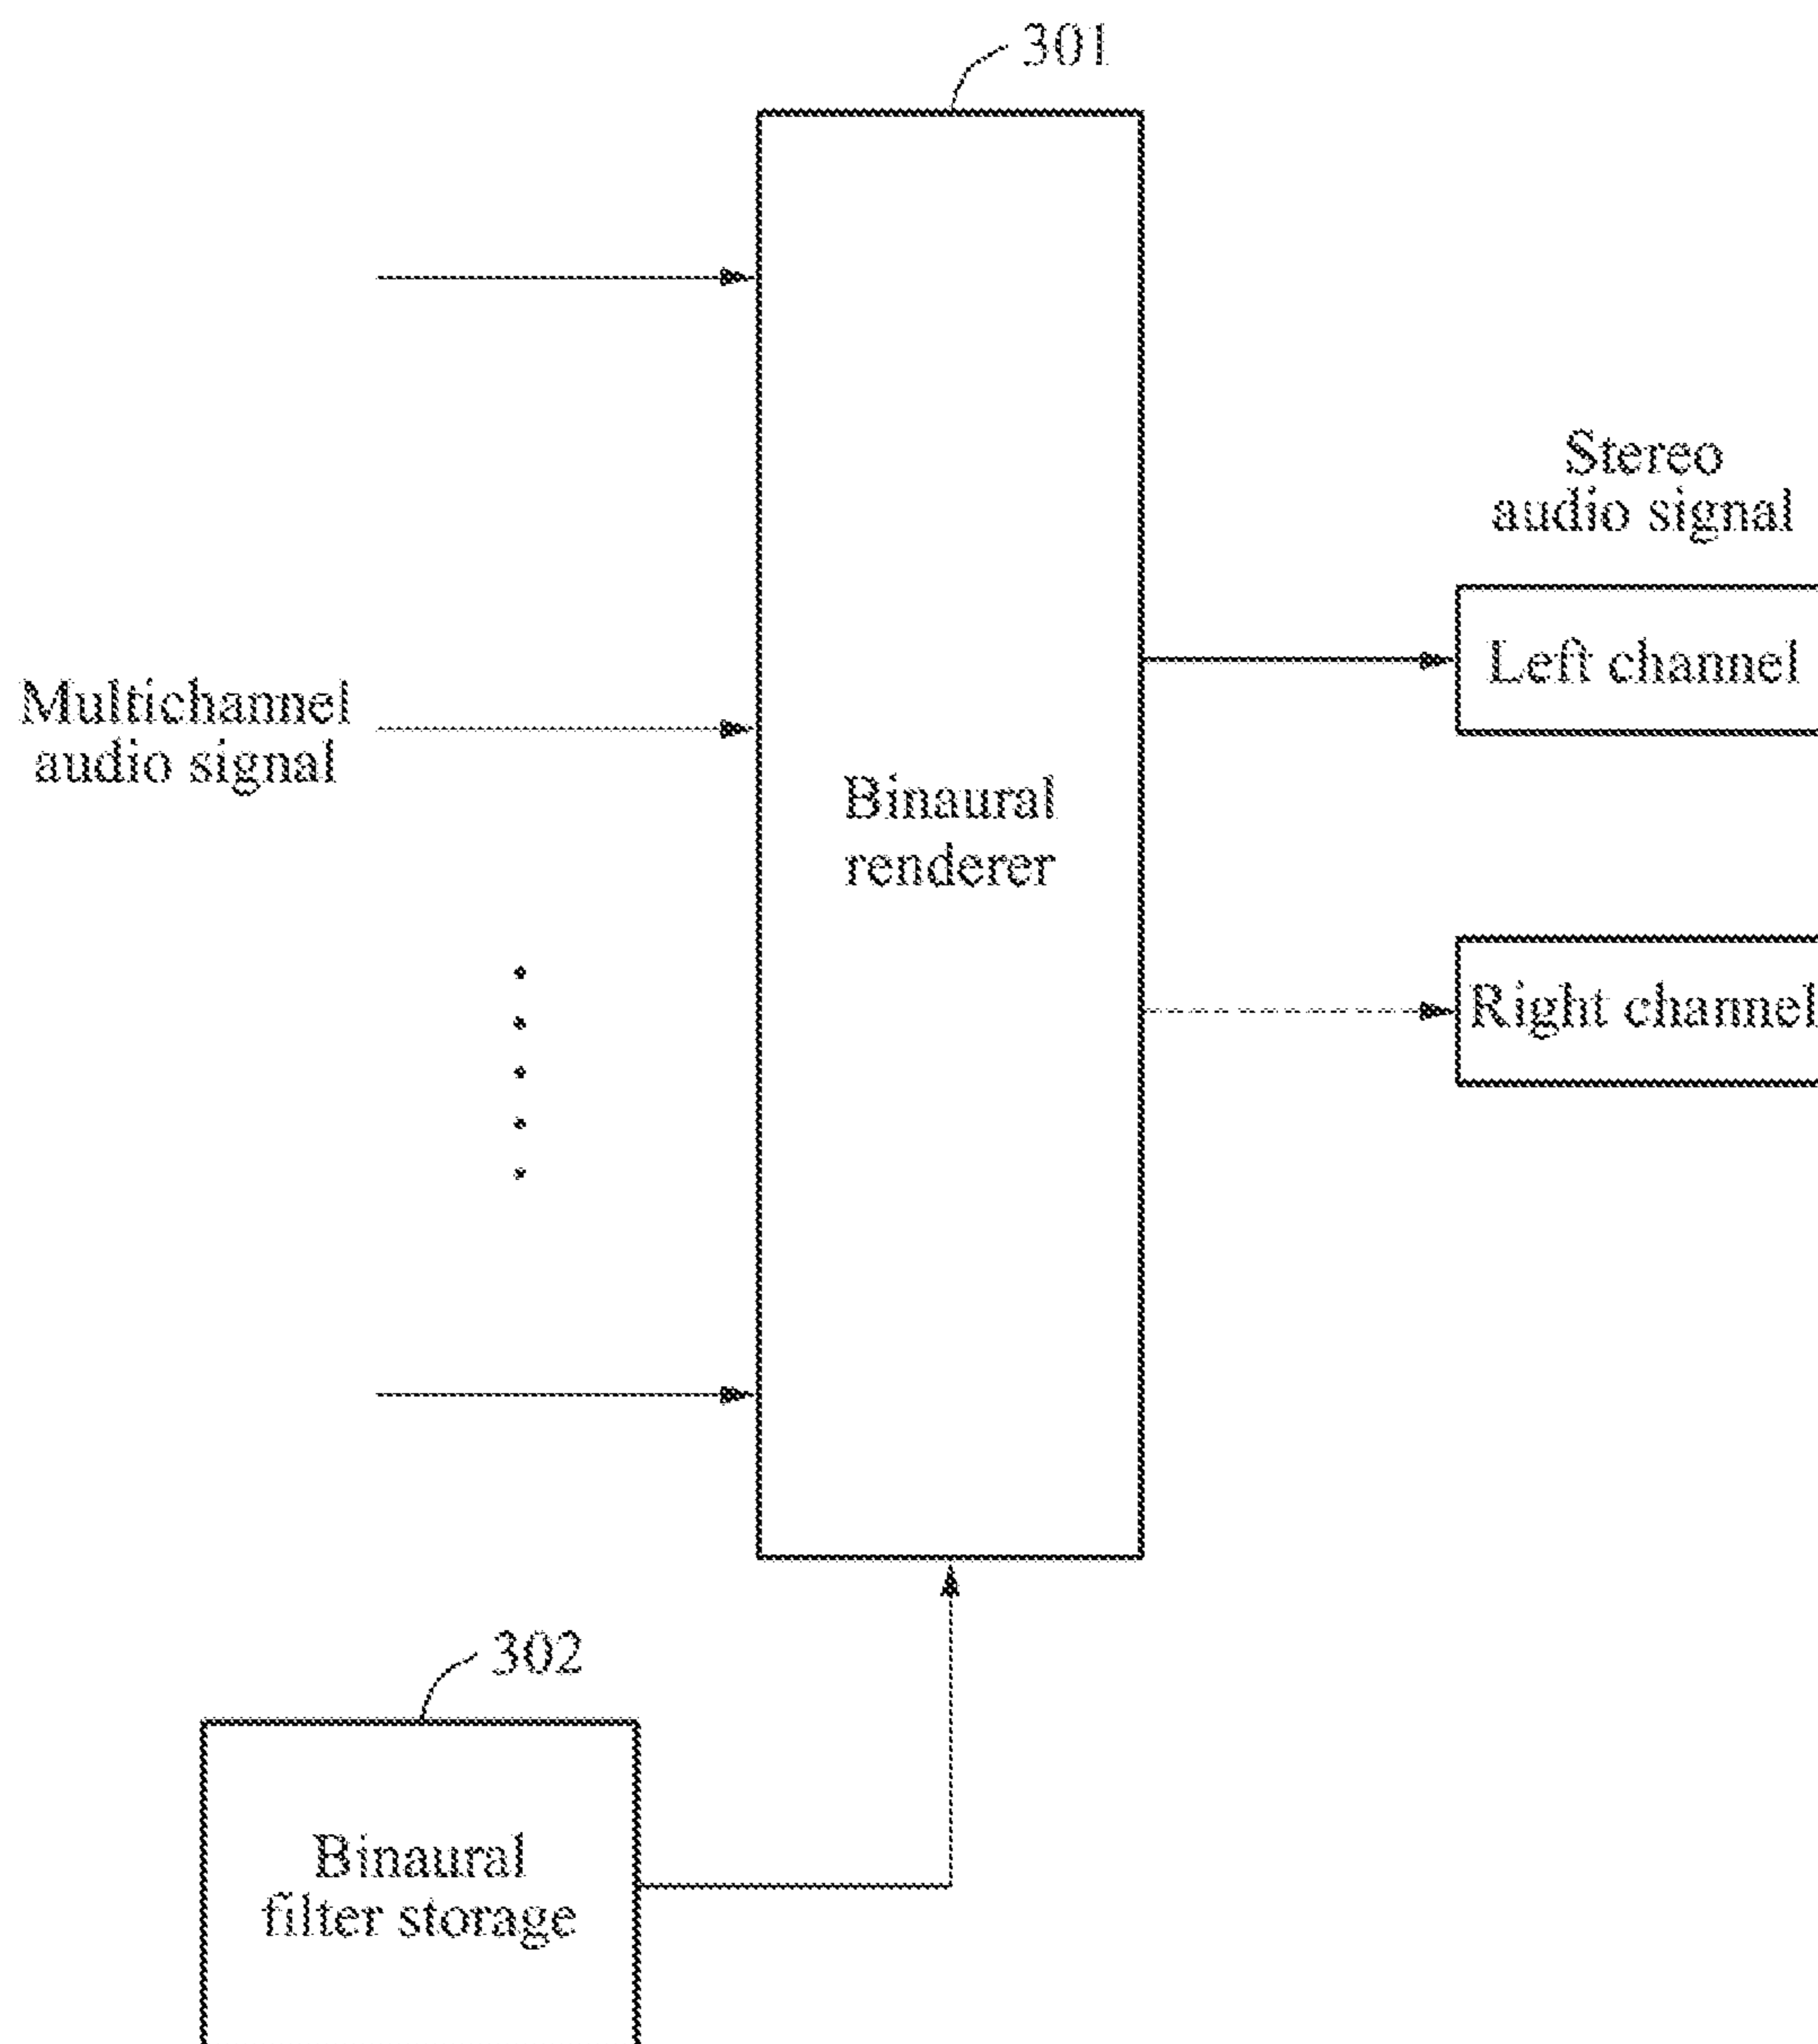 301
Stereo
audio signal
Left channel
Multichannel
audio signal
Binaural
renderer
Right channel
302
Binaural
filter storage